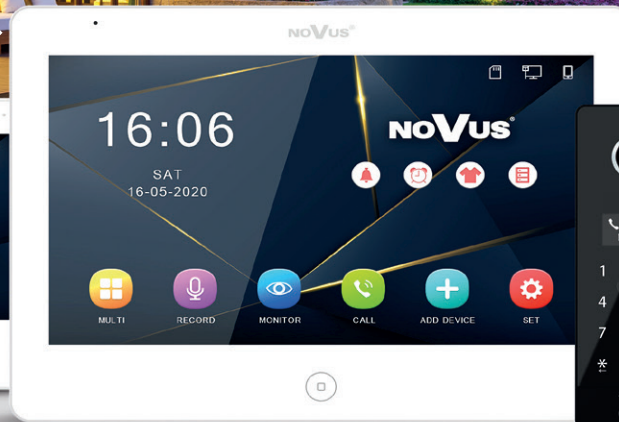 NOVUS®
16:06
NOVUS®
SAT
16-05-2020
MULTI
RECORD
MONITOR
CALL
ADD DEVICE
SET
1
4
7
*